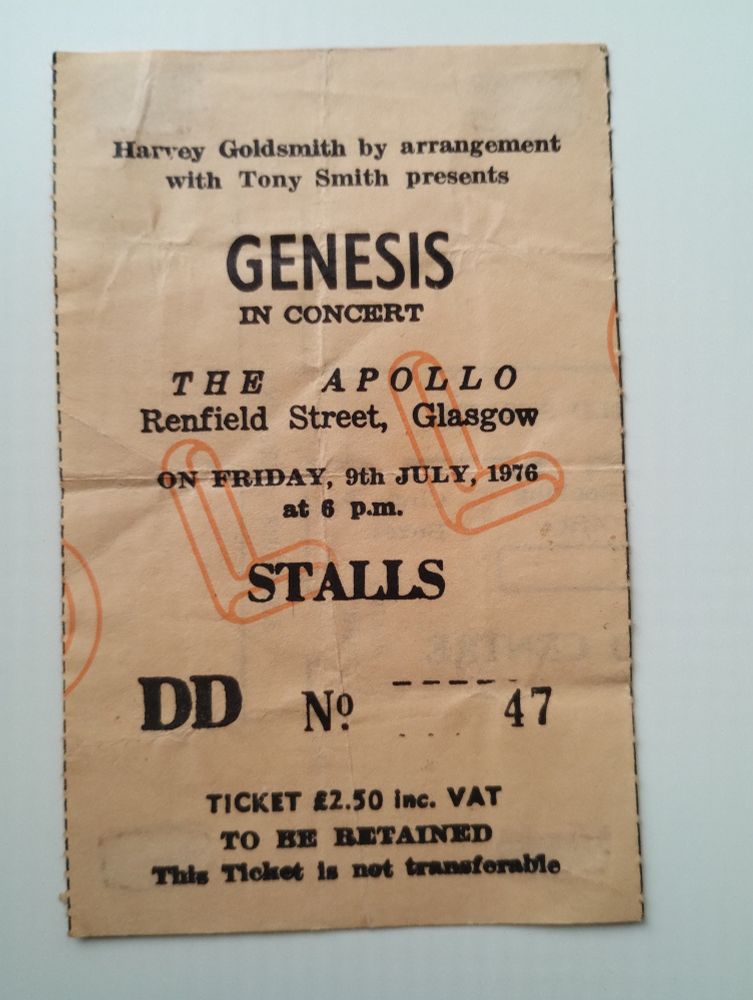 Harvey Goldsmith by arrangement
with Tony Smith presents
GENESIS
IN CONCERT
THE APOLLO
Renfield Street, Glasgow
ON FRIDAY, 9th JULY, 1976
at 6 p.m.
STALLS
DD Nº 47
TICKET £2.50 inc. VAT
TO BE RETAINED
This Ticket is not transferable